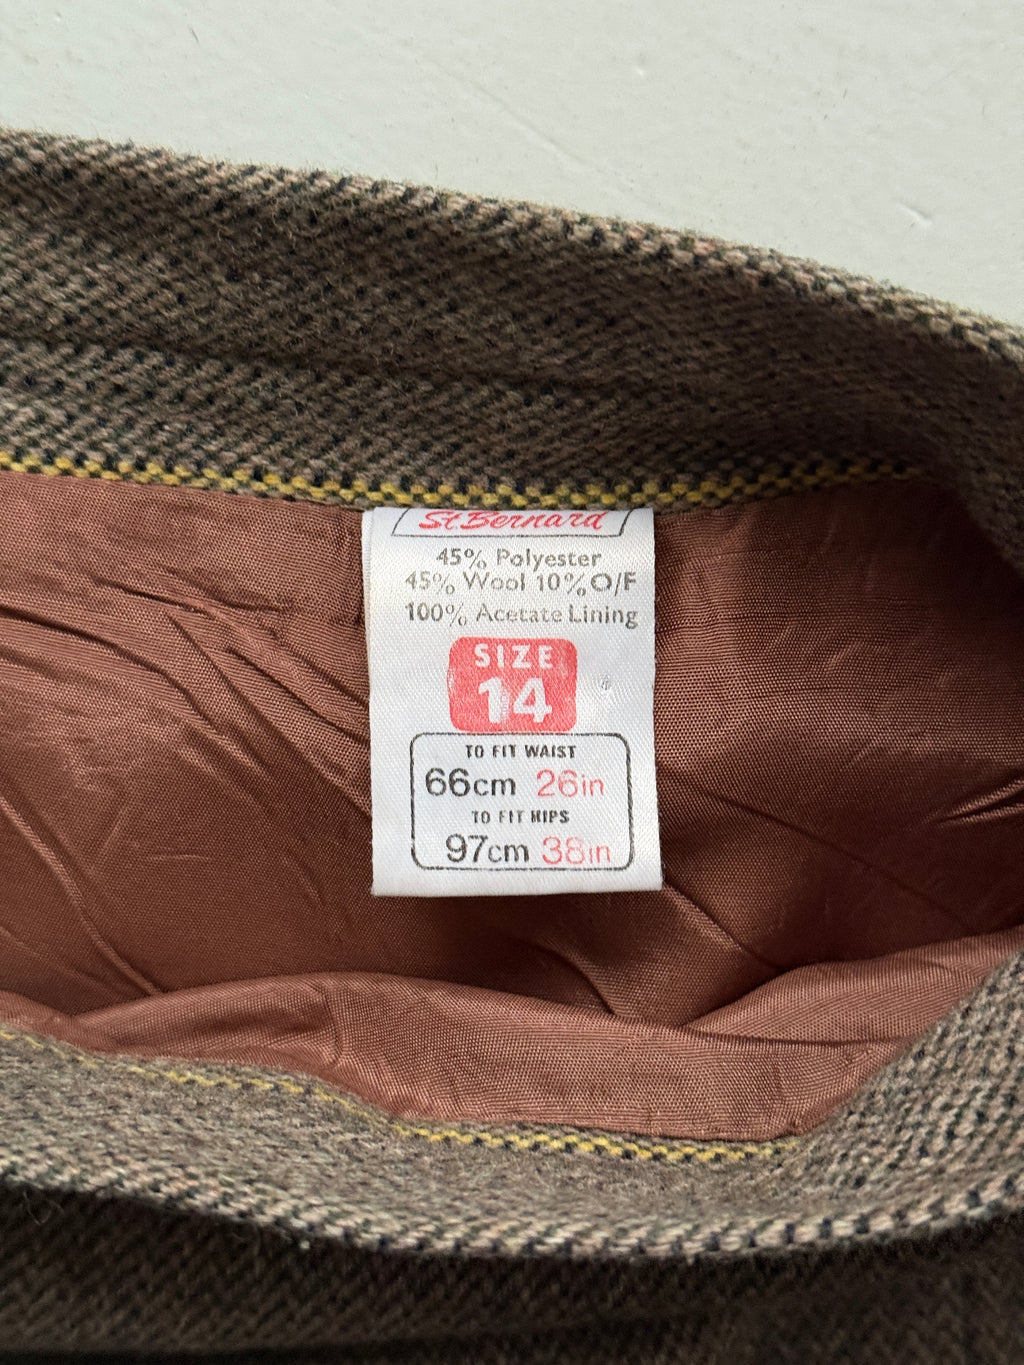 St. Bernard
45% Polyester
45% Wool 10% O/F
100% Acetate Lining
SIZE
14
TO FIT WAIST
66cm 26in
TO FIT HIPS
97cm 38in